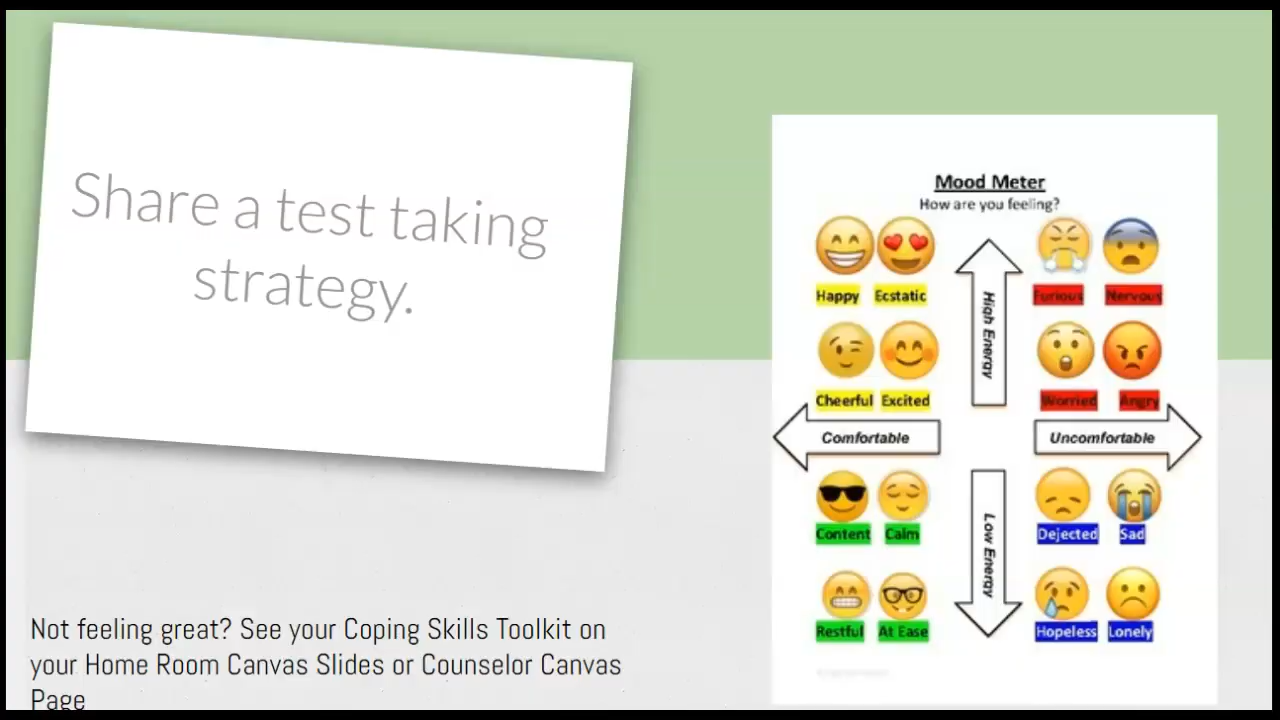 Share a test taking
strategy.
Mood Meter
How are you feeling?
Happy Ecstatic
Furious Nervous
High Energy
Cheerful Excited
Worried Angry
Comfortable
Uncomfortable
Content Calm
Dejected Sad
Low Energy
Restful At Ease
Hopeless Lonely
Not feeling great? See your Coping Skills Toolkit on
your Home Room Canvas Slides or Counselor Canvas
Page